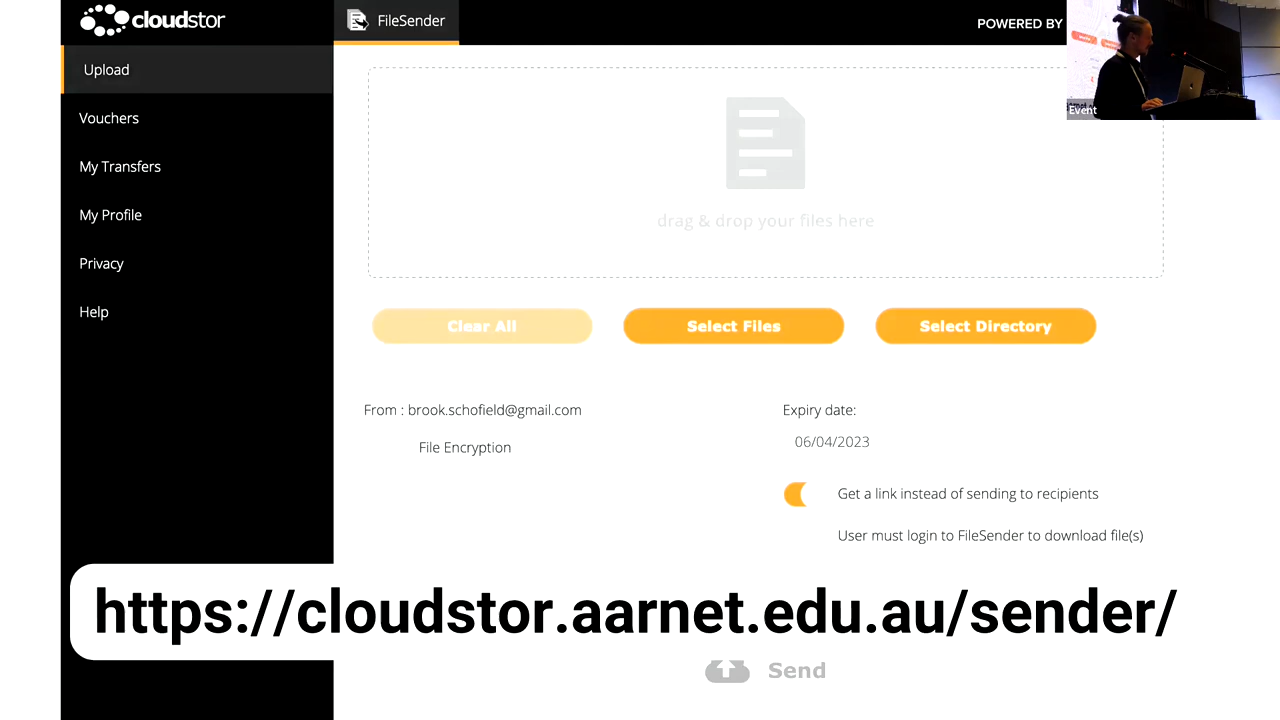 cloudstor
FileSender
POWERED BY
Upload
Vouchers
My Transfers
My Profile
Privacy
Help
Event
drag & drop your files here
Clear All
Select Files
Select Directory
From : brook.schofield@gmail.com
File Encryption
Expiry date:
06/04/2023
Get a link instead of sending to recipients
User must login to FileSender to download file(s)
https://cloudstor.aarnet.edu.au/sender/
Send